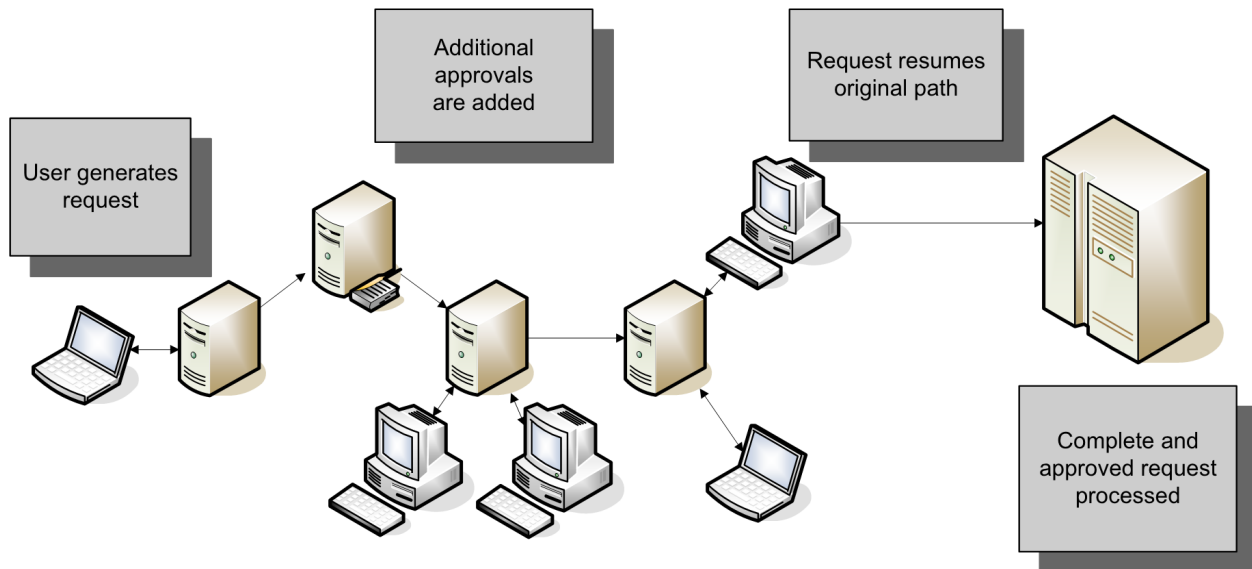 User generates
request
Additional
approvals
are added
Request resumes
original path
Complete and
approved request
processed